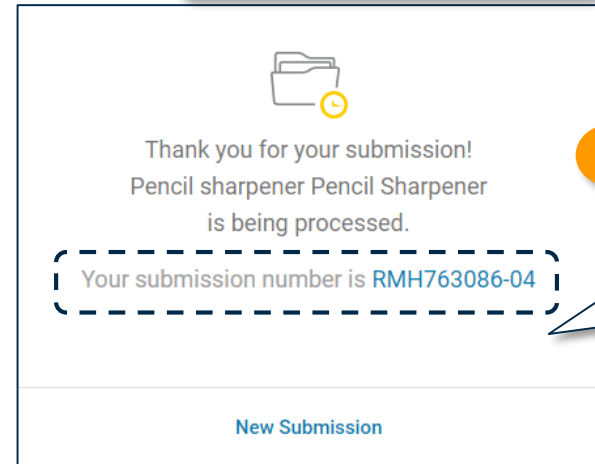 Thank you for your submission!
Pencil sharpener Pencil Sharpener
is being processed.
Your submission number is RMH763086-04
New Submission